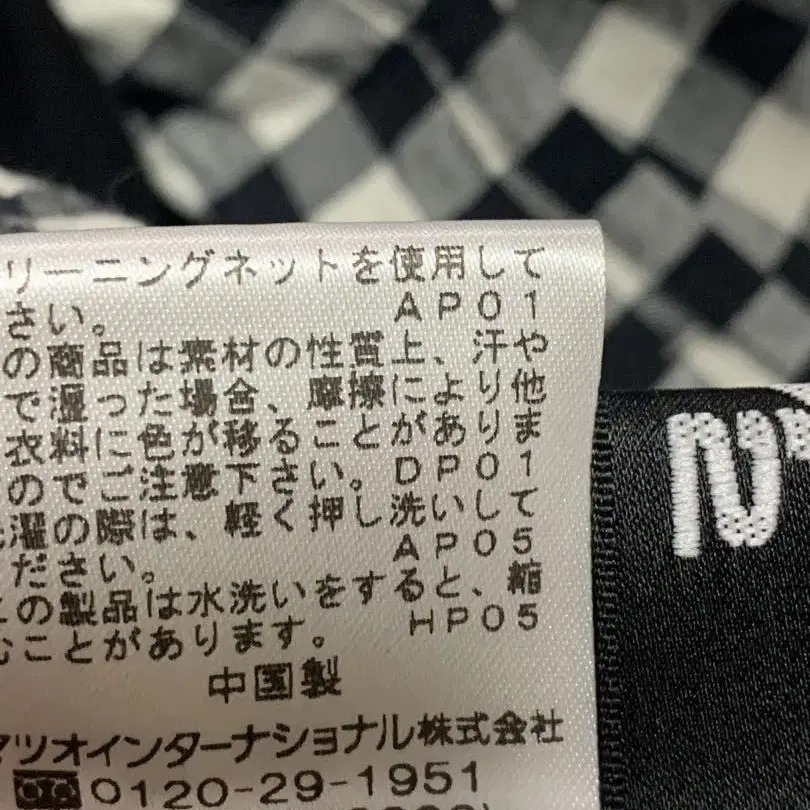 リーニングネットを使用して
さい。 AP01
の商品は素材の性質上、汗や
で湿った場合、摩擦により他
衣料に色が移ることがありま
のでご注意下さい。DP01
濯の際は、軽く押し洗いして
ださい。 AP05
の製品は水洗いをすると、縮
むことがあります。 HP05
中国製
マツオインターナショナル株式会社
0120-29-1951